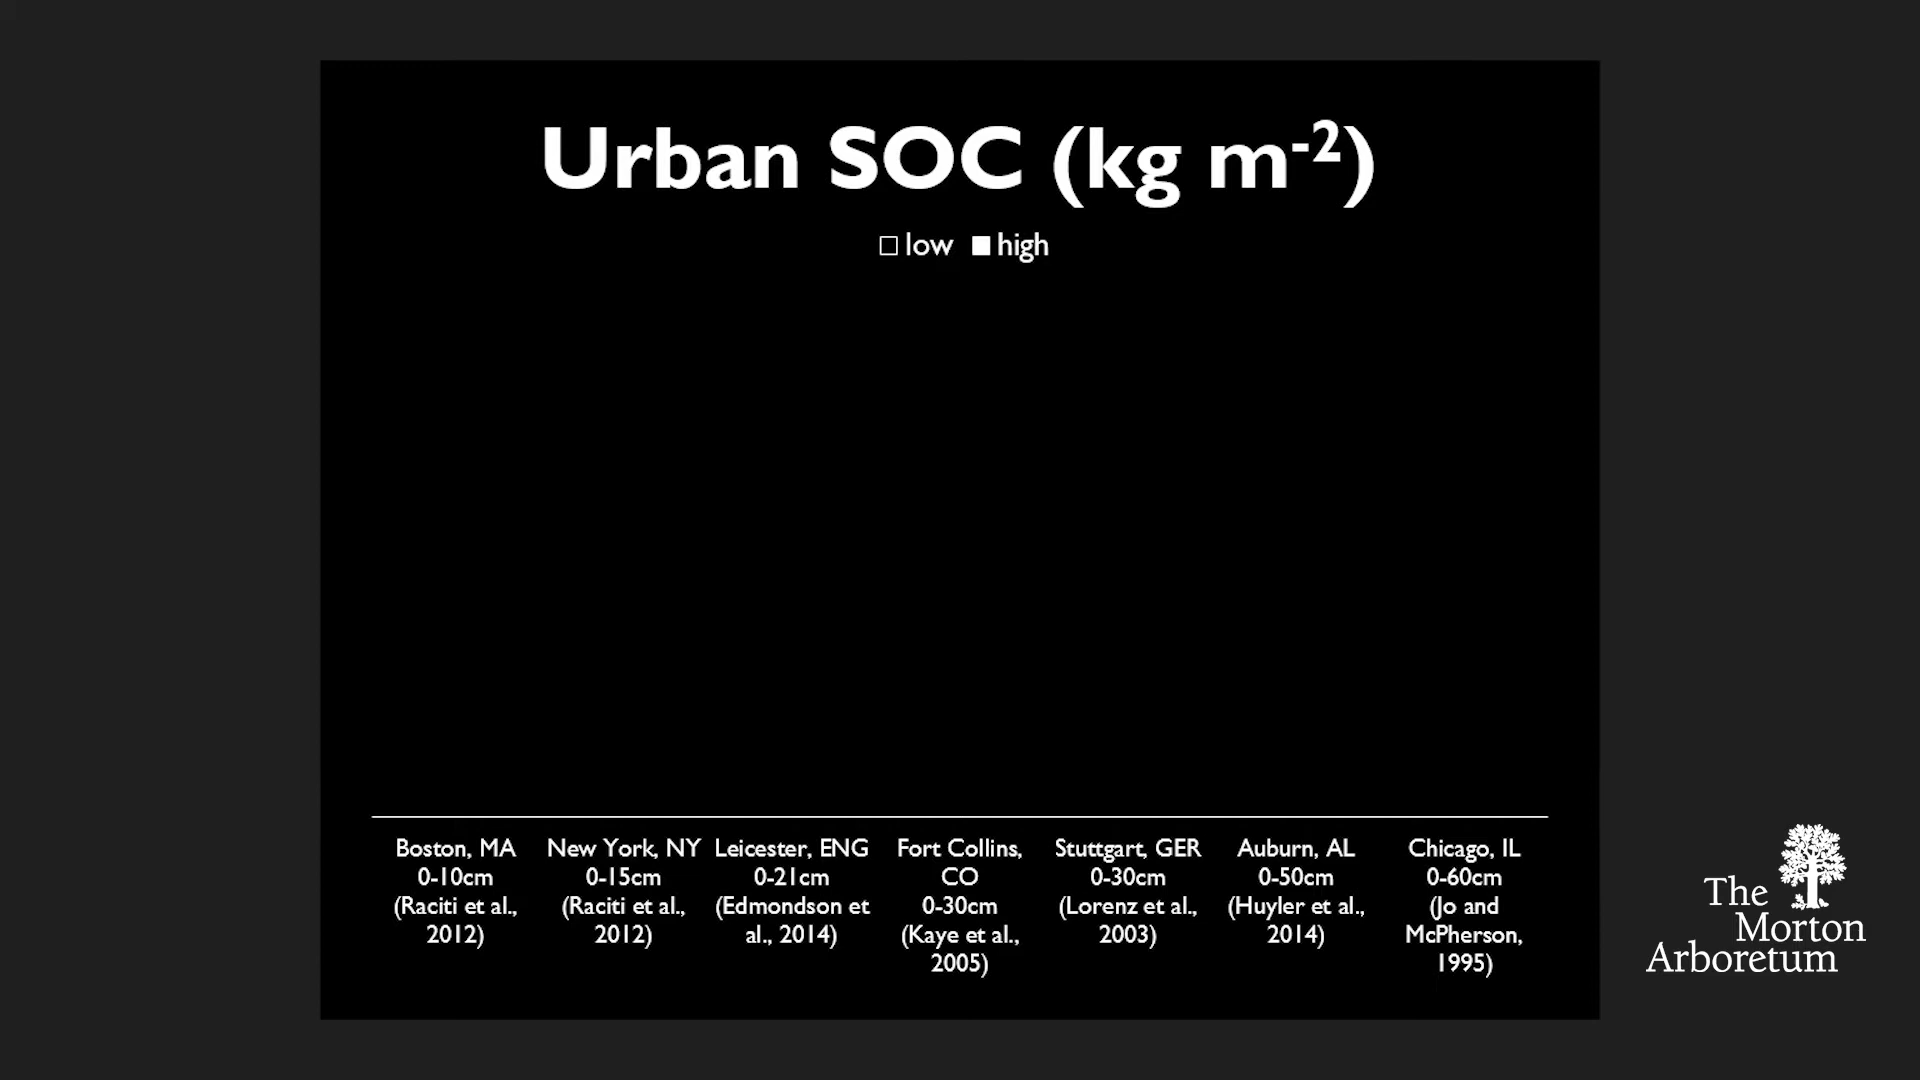 Urban SOC (kg m⁻²)
low high
Boston, MA
0-10cm
(Raciti et al.,
2012)
New York, NY
0-15cm
(Raciti et al.,
2012)
Leicester, ENG
0-21cm
(Edmondson et
al., 2014)
Fort Collins,
CO
0-30cm
(Kaye et al.,
2005)
Stuttgart, GER
0-30cm
(Lorenz et al.,
2003)
Auburn, AL
0-50cm
(Huyler et al.,
2014)
Chicago, IL
0-60cm
(Jo and
McPherson,
1995)
The
Morton
Arboretum